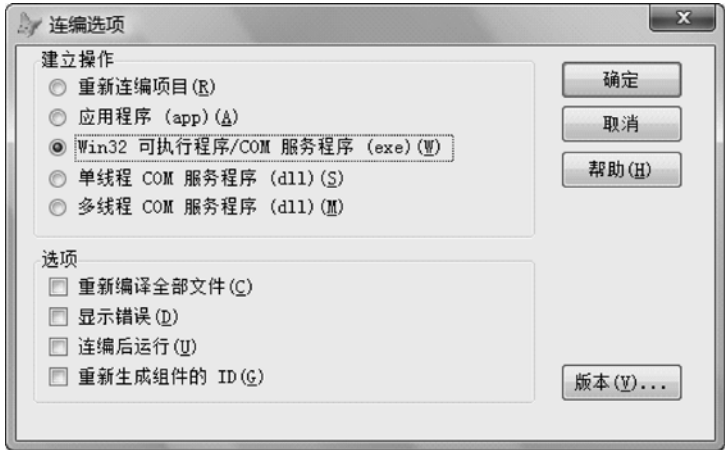 连编选项
建立操作
重新连编项目(R)
应用程序 (app)(A)
Win32 可执行程序/COM 服务程序 (exe)(W)
单线程 COM 服务程序 (dll)(S)
多线程 COM 服务程序 (dll)(M)
选项
重新编译全部文件(C)
显示错误(D)
连编后运行(U)
重新生成组件的 ID(G)
确定
取消
帮助(H)
版本(V)...